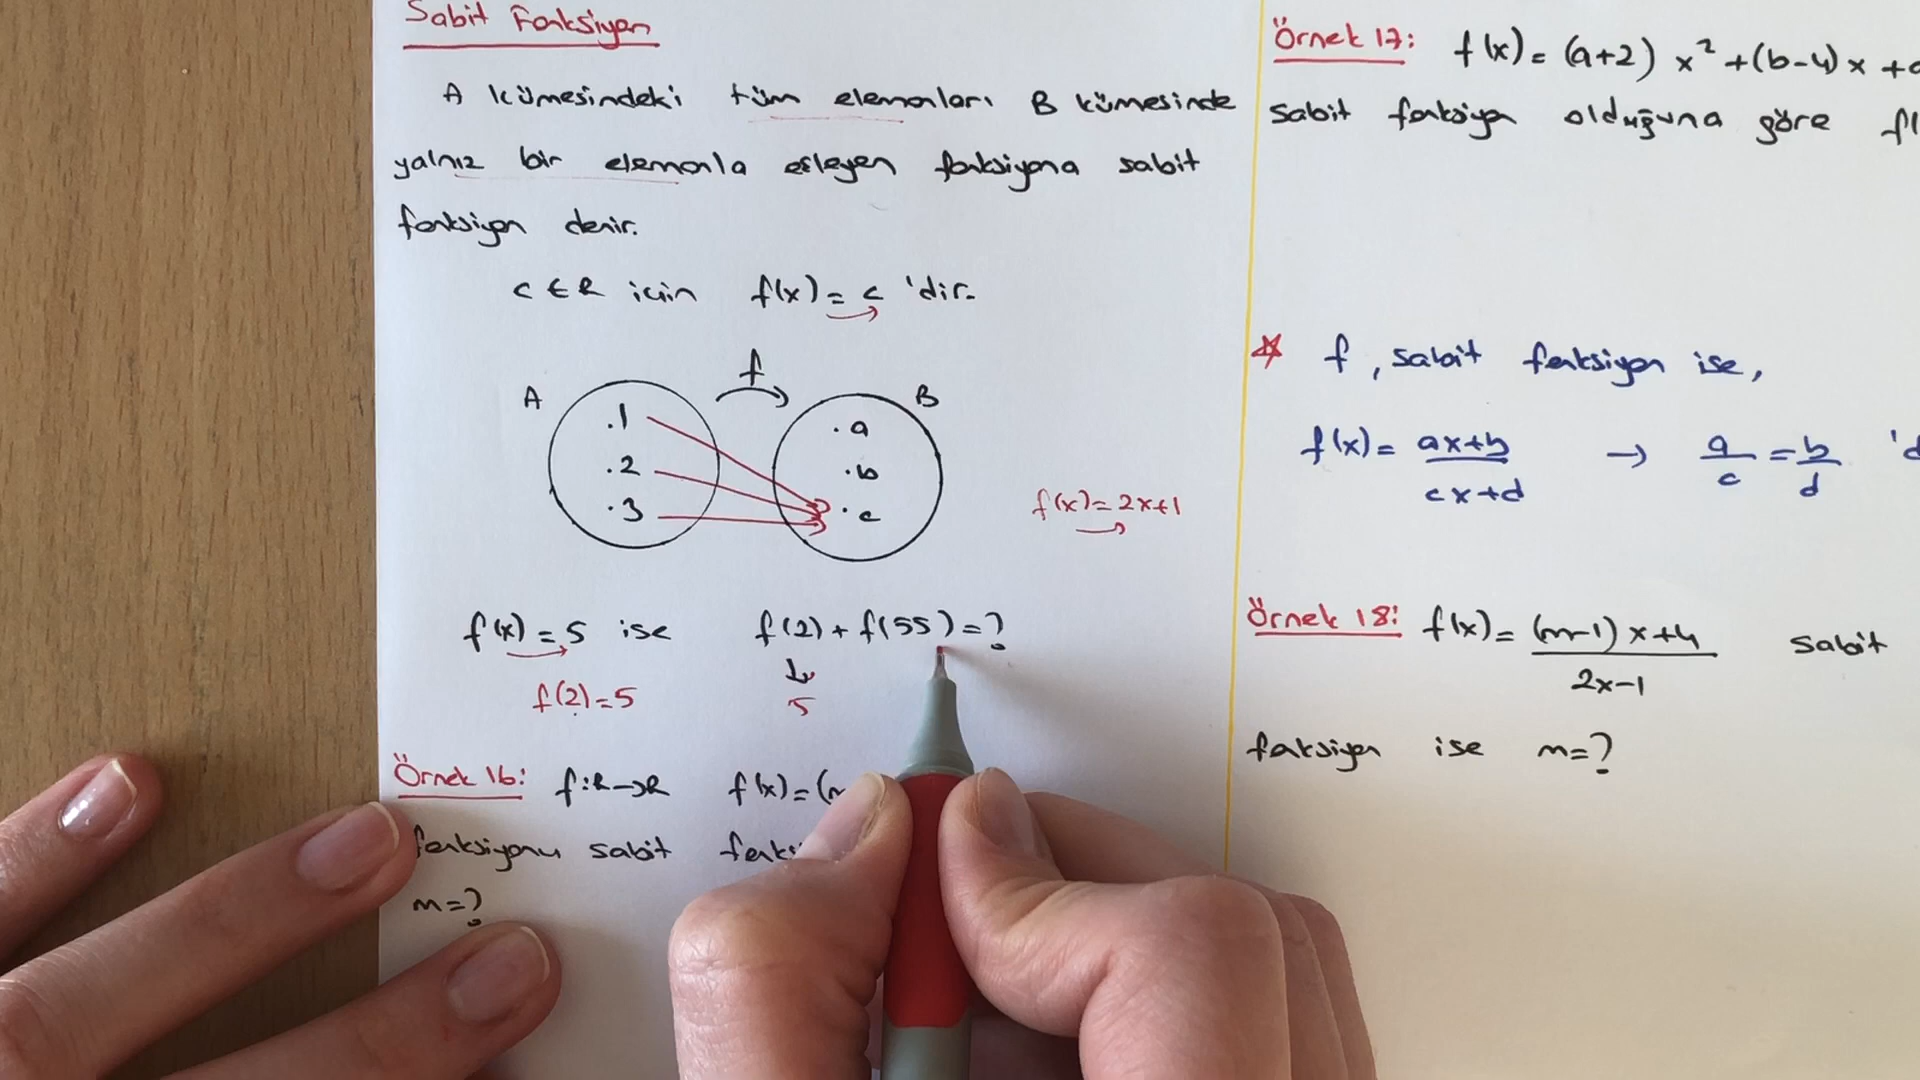 Sabit Fonksiyon
A kümesindeki tüm elemanları B kümesinde
yalnız bir elemanla eşleyen fonksiyona sabit
fonksiyon denir.
c ∈ R için f(x) = c 'dir.
f
A B
.1 .a
.2 .b
.3 .c
f(x)=2x+1
f(x) = 5 ise f(2) + f(55) = ?
f(2)=5 5
Örnek 16: f:R→R f(x) = (m
fonksiyonu sabit fonks
m=?
Örnek 17: f(x) = (a+2) x² + (b-4)x +
sabit fonksiyon olduğuna göre f(
☆ f, sabit fonksiyon ise,
f(x) = ax+b / cx+d → a/c = b/d 'd
Örnek 18: f(x) = (m-1)x+4 / 2x-1 sabit
fonksiyon ise m=?